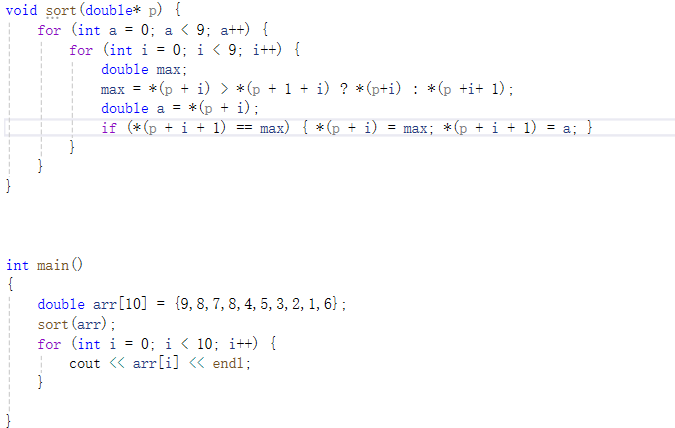 void sort(double* p) {
for (int a = 0; a < 9; a++) {
for (int i = 0; i < 9; i++) {
double max;
max = *(p + i) > *(p + 1 + i) ? *(p+i) : *(p +i+ 1);
double a = *(p + i);
if (*(p + i + 1) == max) { *(p + i) = max; *(p + i + 1) = a; }
}
}
}
int main()
{
double arr[10] = {9,8,7,8,4,5,3,2,1,6};
sort(arr);
for (int i = 0; i < 10; i++) {
cout << arr[i] << endl;
}
}